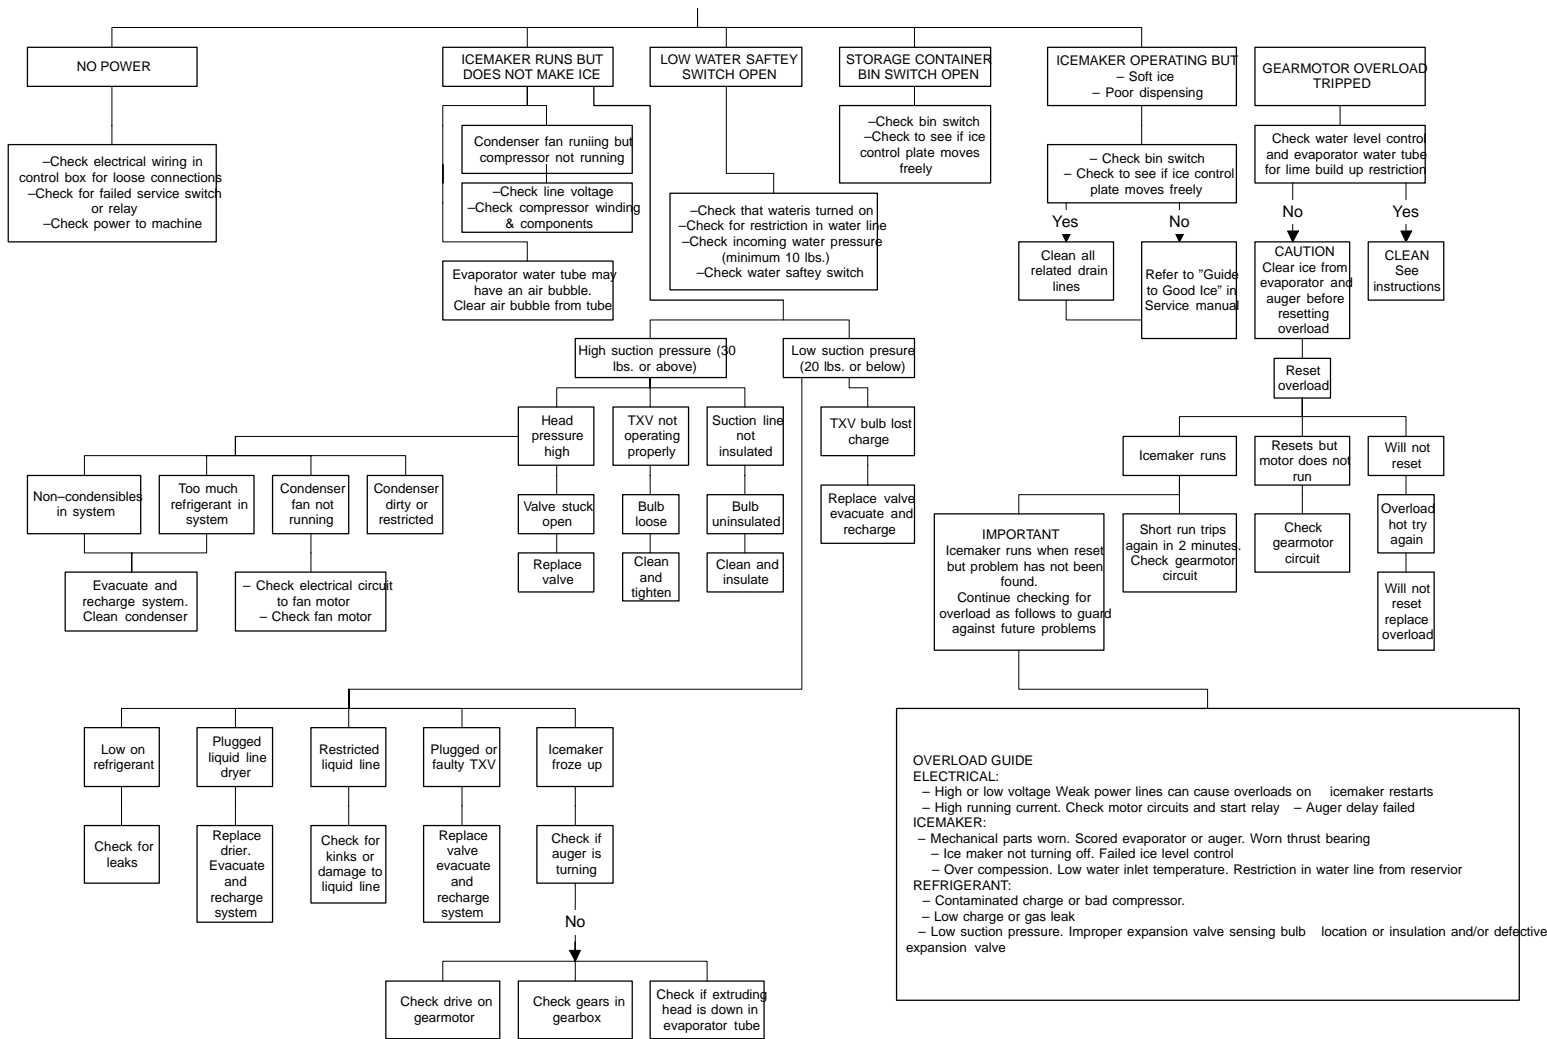 NO POWER
ICEMAKER RUNS BUT
DOES NOT MAKE ICE
LOW WATER SAFTEY
SWITCH OPEN
STORAGE CONTAINER
BIN SWITCH OPEN
ICEMAKER OPERATING BUT
– Soft ice
– Poor dispensing
GEARMOTOR OVERLOAD
TRIPPED
–Check electrical wiring in
control box for loose connections
–Check for failed service switch
or relay
–Check power to machine
Condenser fan runiing but
compressor not running
–Check line voltage
–Check compressor winding
& components
Evaporator water tube may
have an air bubble.
Clear air bubble from tube
–Check that wateris turned on
–Check for restriction in water line
–Check incoming water pressure
(minimum 10 lbs.)
–Check water saftey switch
–Check bin switch
–Check to see if ice
control plate moves
freely
– Check bin switch
– Check to see if ice control
plate moves freely
Yes
No
Clean all
related drain
lines
Refer to ”Guide
to Good Ice” in
Service manual
Check water level control
and evaporator water tube
for lime build up restriction
No
Yes
CAUTION
Clear ice from
evaporator and
auger before
resetting
overload
CLEAN
See
instructions
High suction pressure (30
lbs. or above)
Low suction presure
(20 lbs. or below)
Reset
overload
Head
pressure
high
TXV not
operating
properly
Suction line
not
insulated
TXV bulb lost
charge
Icemaker runs
Resets but
motor does not
run
Will not
reset
Non–condensibles
in system
Too much
refrigerant in
system
Condenser
fan not
running
Condenser
dirty or
restricted
Valve stuck
open
Bulb
loose
Bulb
uninsulated
Replace valve
evacuate and
recharge
Replace
valve
Clean
and
tighten
Clean and
insulate
Evacuate and
recharge system.
Clean condenser
– Check electrical circuit
to fan motor
– Check fan motor
IMPORTANT
Icemaker runs when reset
but problem has not been
found.
Continue checking for
overload as follows to guard
against future problems
Short run trips
again in 2 minutes.
Check gearmotor
circuit
Check
gearmotor
circuit
Overload
hot try
again
Will not
reset
replace
overload
Low on
refrigerant
Plugged
liquid line
dryer
Restricted
liquid line
Plugged or
faulty TXV
Icemaker
froze up
Check for
leaks
Replace
drier.
Evacuate
and
recharge
system
Check for
kinks or
damage to
liquid line
Replace
valve
evacuate
and
recharge
system
Check if
auger is
turning
No
Check drive on
gearmotor
Check gears in
gearbox
Check if extruding
head is down in
evaporator tube
OVERLOAD GUIDE
ELECTRICAL:
– High or low voltage Weak power lines can cause overloads on icemaker restarts
– High running current. Check motor circuits and start relay – Auger delay failed
ICEMAKER:
– Mechanical parts worn. Scored evaporator or auger. Worn thrust bearing
– Ice maker not turning off. Failed ice level control
– Over compession. Low water inlet temperature. Restriction in water line from reservior
REFRIGERANT:
– Contaminated charge or bad compressor.
– Low charge or gas leak
– Low suction pressure. Improper expansion valve sensing bulb location or insulation and/or defective
expansion valve